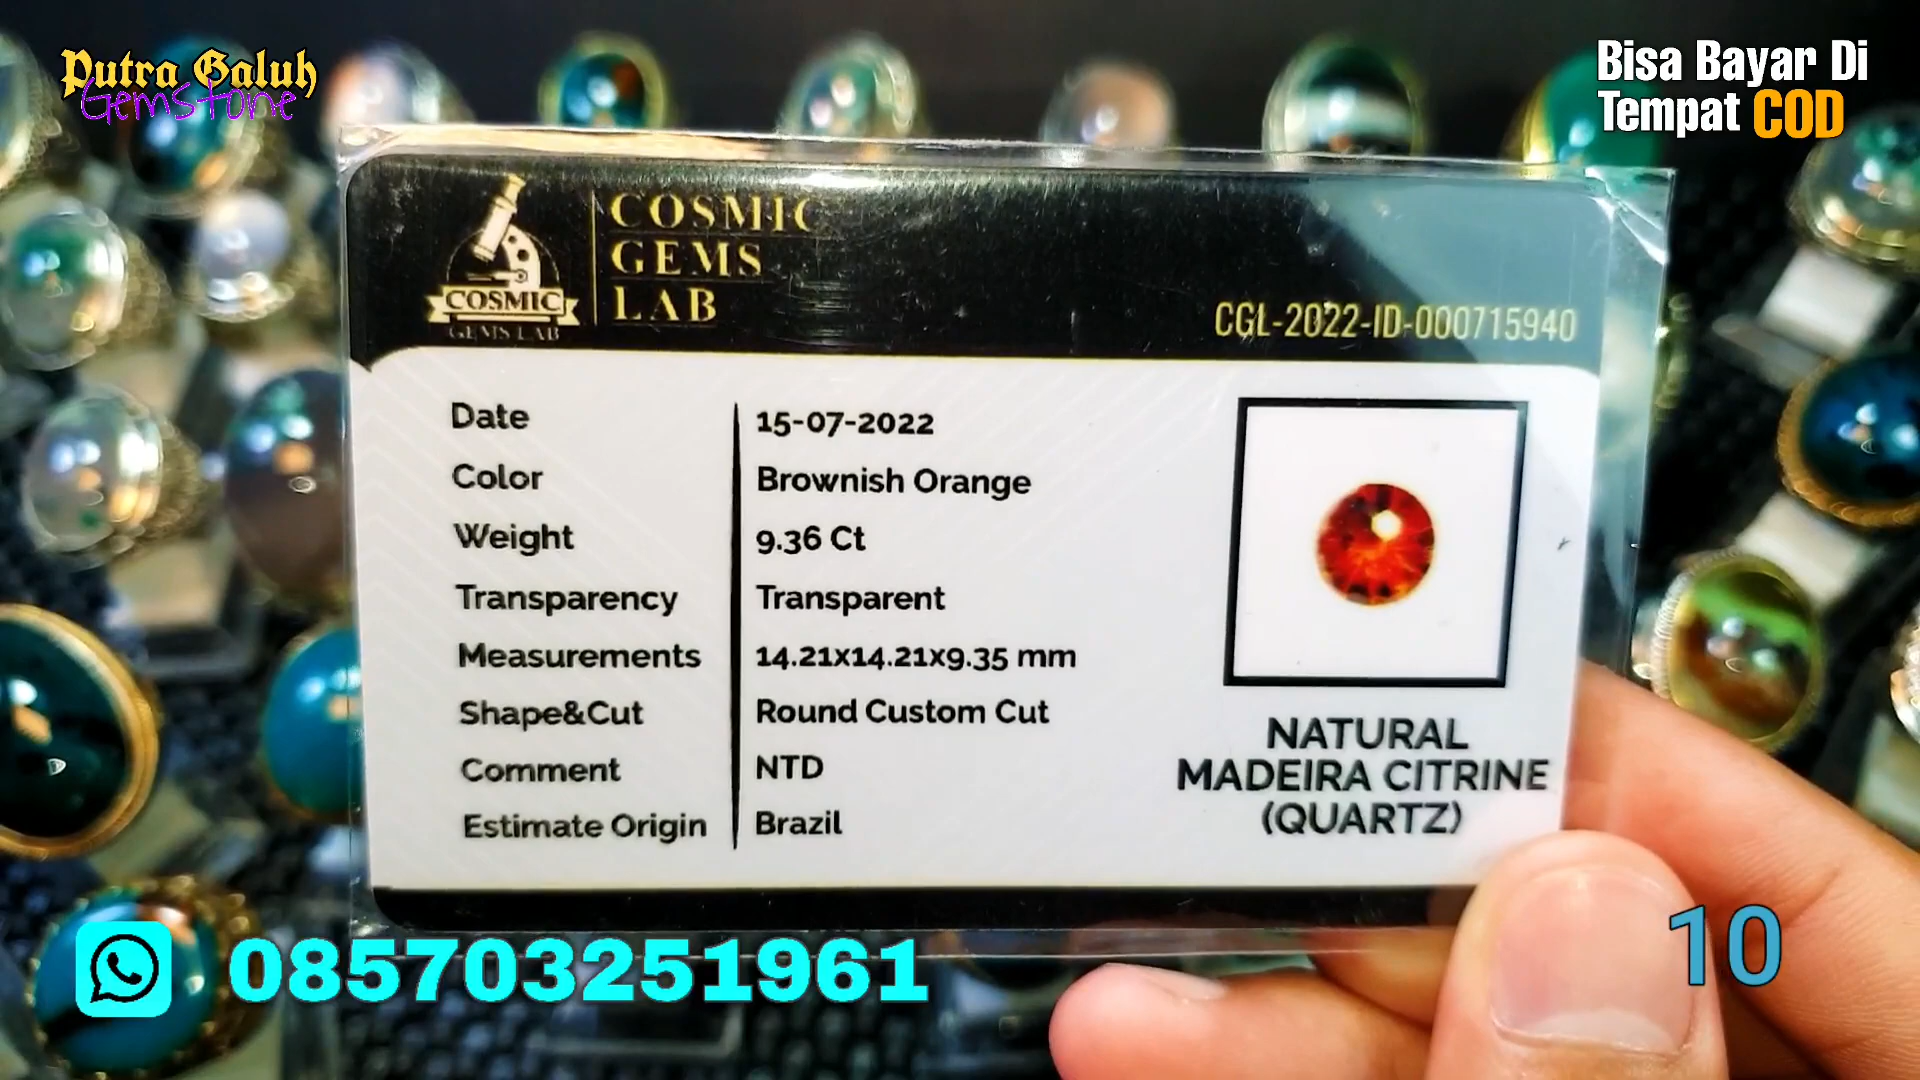 Putra Galuh
GemStone
Bisa Bayar Di
Tempat COD
COSMIC
GEMS
LAB
COSMIC
GEMS LAB
CGL-2022-ID-000715940
Date 15-07-2022
Color Brownish Orange
Weight 9.36 Ct
Transparency Transparent
Measurements 14.21x14.21x9.35 mm
Shape&Cut Round Custom Cut
Comment NTD
Estimate Origin Brazil
NATURAL
MADEIRA CITRINE
(QUARTZ)
085703251961
10